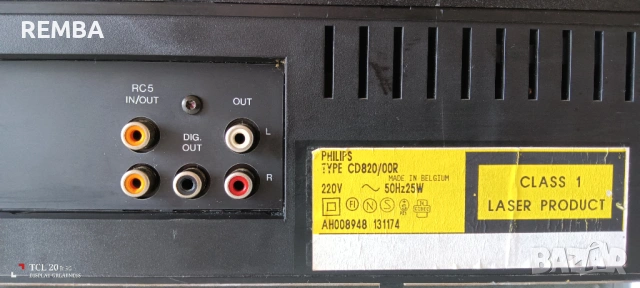 REMBA
RC5
IN/OUT
OUT
DIG.
OUT
L
R
PHILIPS
TYPE CD820/00R
MADE IN BELGIUM
220V ~ 50Hz25W
AH008948 131174
CLASS 1
LASER PRODUCT
TCL 20